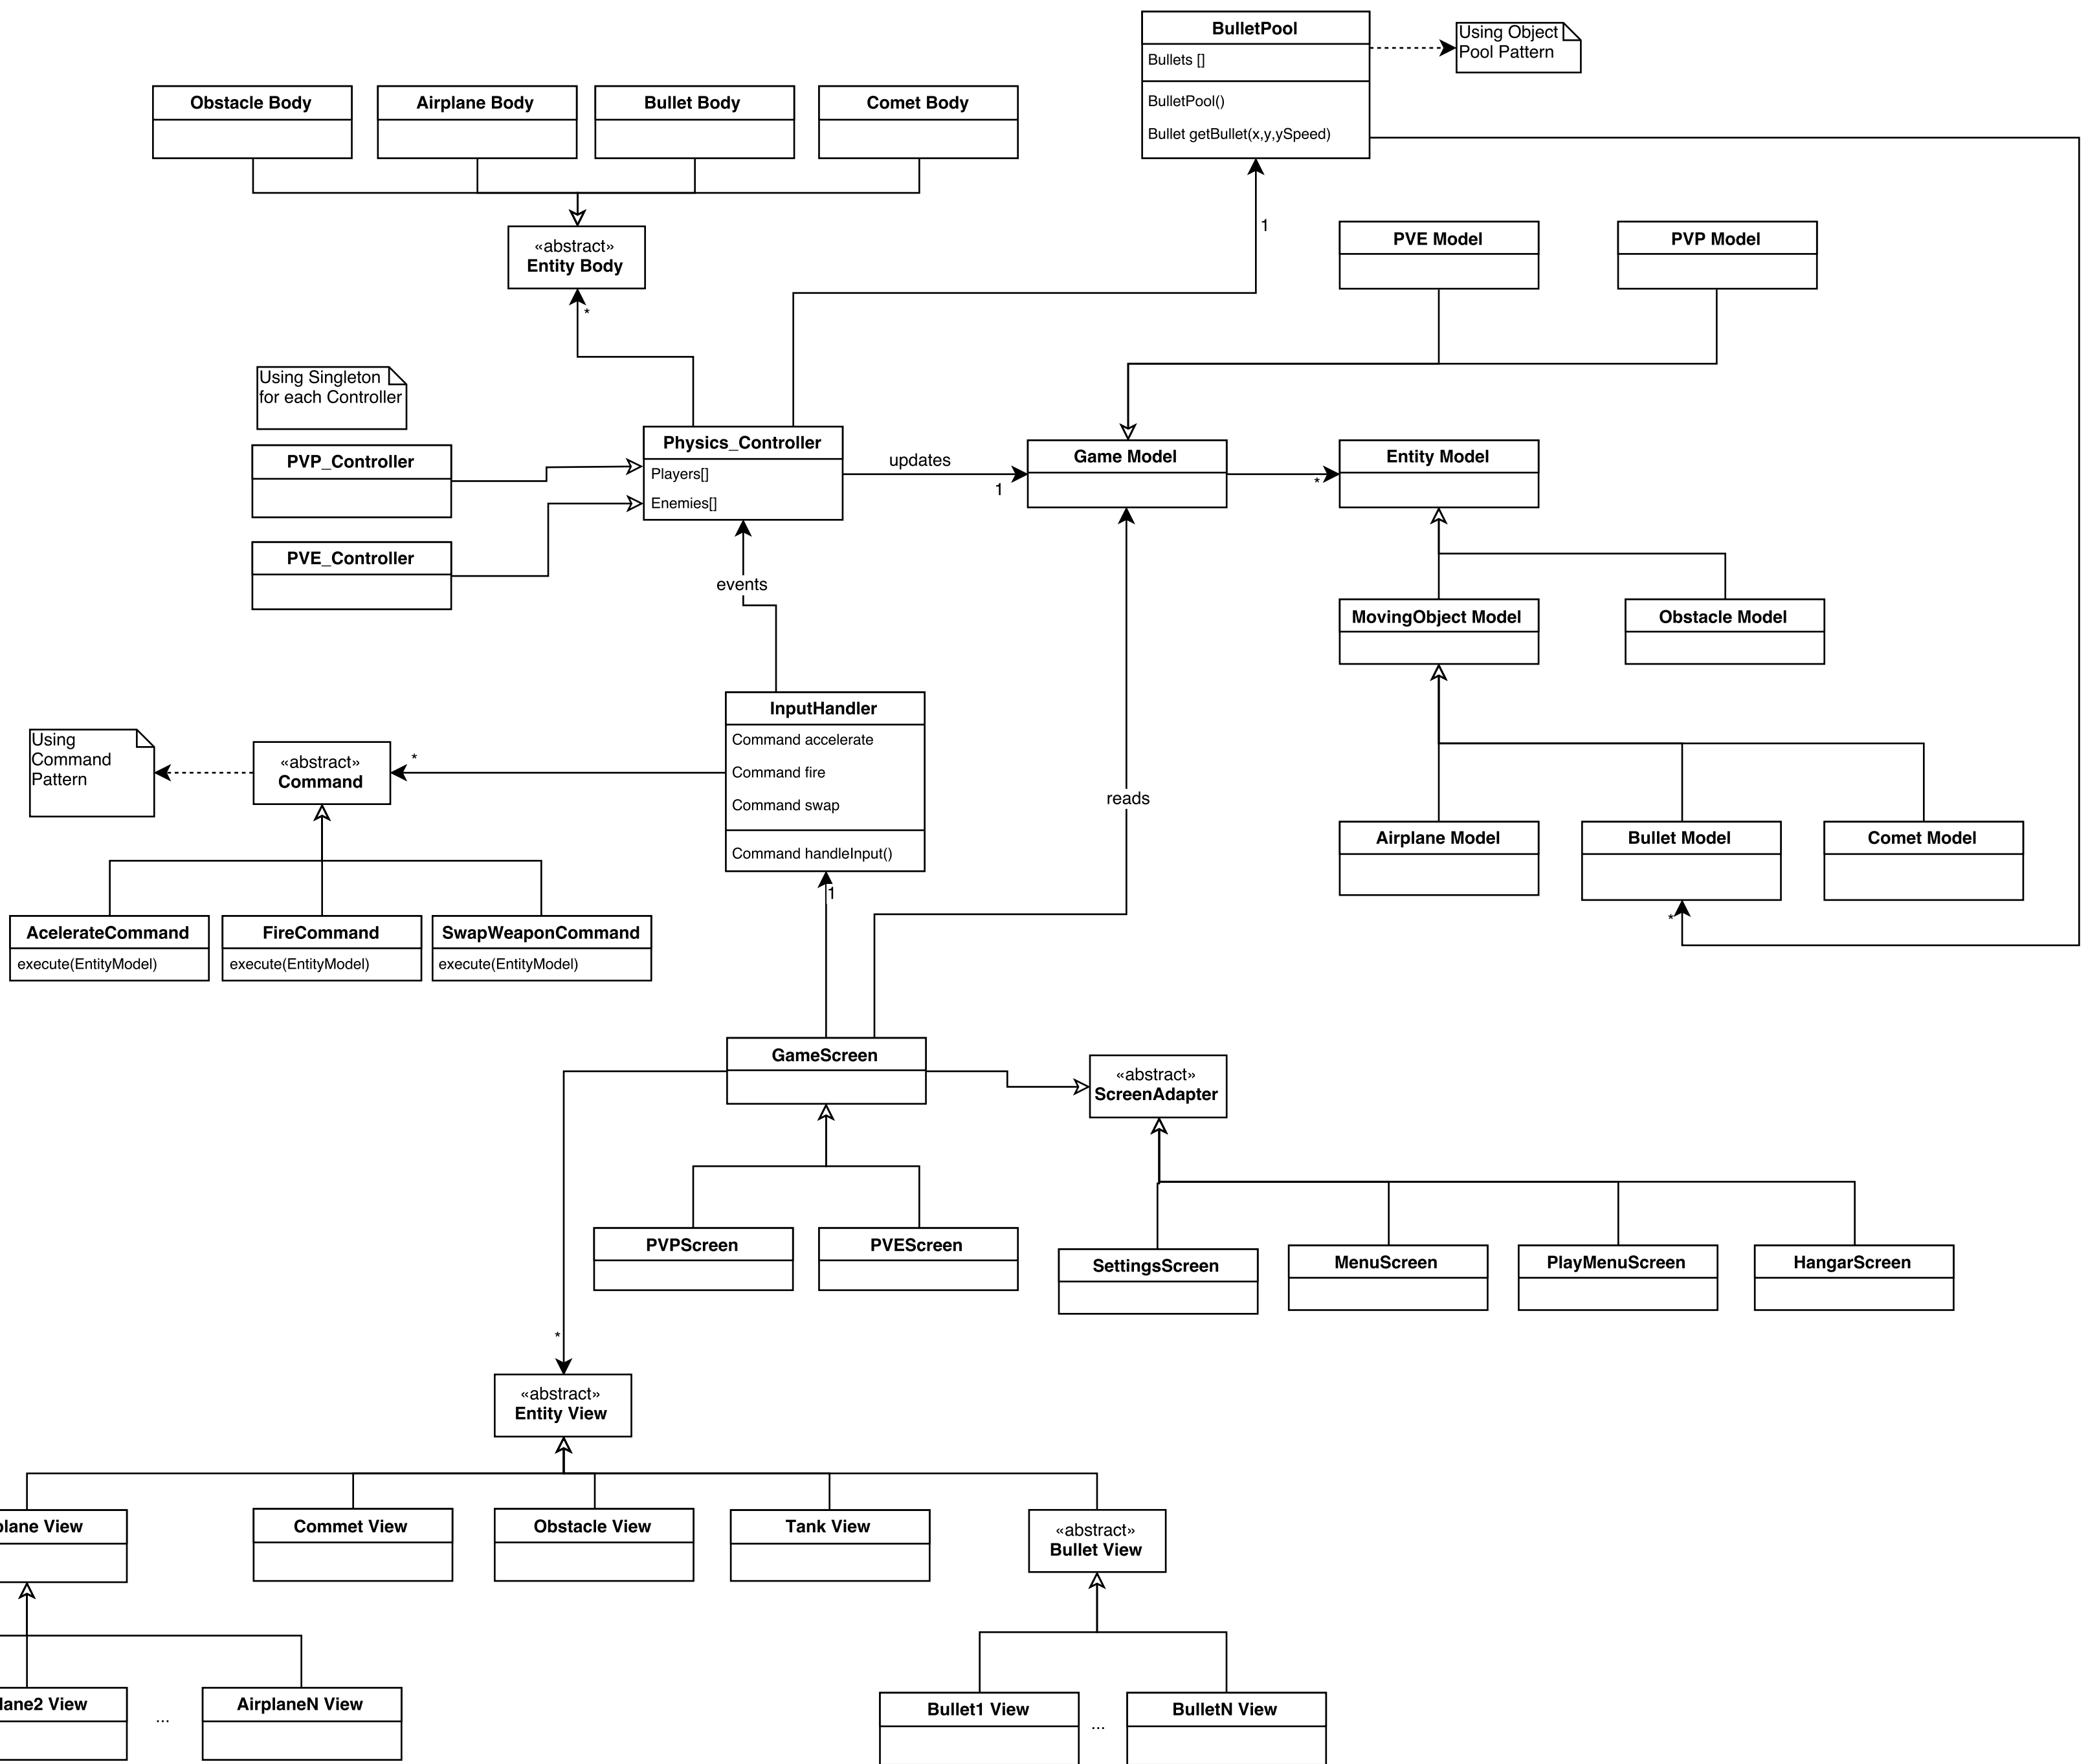 BulletPool
Bullets []
BulletPool()
Bullet getBullet(x,y,ySpeed)
Using Object
Pool Pattern
Obstacle Body
Airplane Body
Bullet Body
Comet Body
«abstract»
Entity Body
*
1
PVE Model
PVP Model
Using Singleton
for each Controller
PVP_Controller
PVE_Controller
Physics_Controller
Players[]
Enemies[]
updates
1
Game Model
*
Entity Model
events
MovingObject Model
Obstacle Model
InputHandler
Command accelerate
Command fire
Command swap
Command handleInput()
Using
Command
Pattern
«abstract»
Command
*
reads
Airplane Model
Bullet Model
Comet Model
1
*
AcelerateCommand
execute(EntityModel)
FireCommand
execute(EntityModel)
SwapWeaponCommand
execute(EntityModel)
GameScreen
«abstract»
ScreenAdapter
PVPScreen
PVEScreen
SettingsScreen
MenuScreen
PlayMenuScreen
HangarScreen
*
«abstract»
Entity View
plane View
Commet View
Obstacle View
Tank View
«abstract»
Bullet View
lane2 View
...
AirplaneN View
Bullet1 View
...
BulletN View